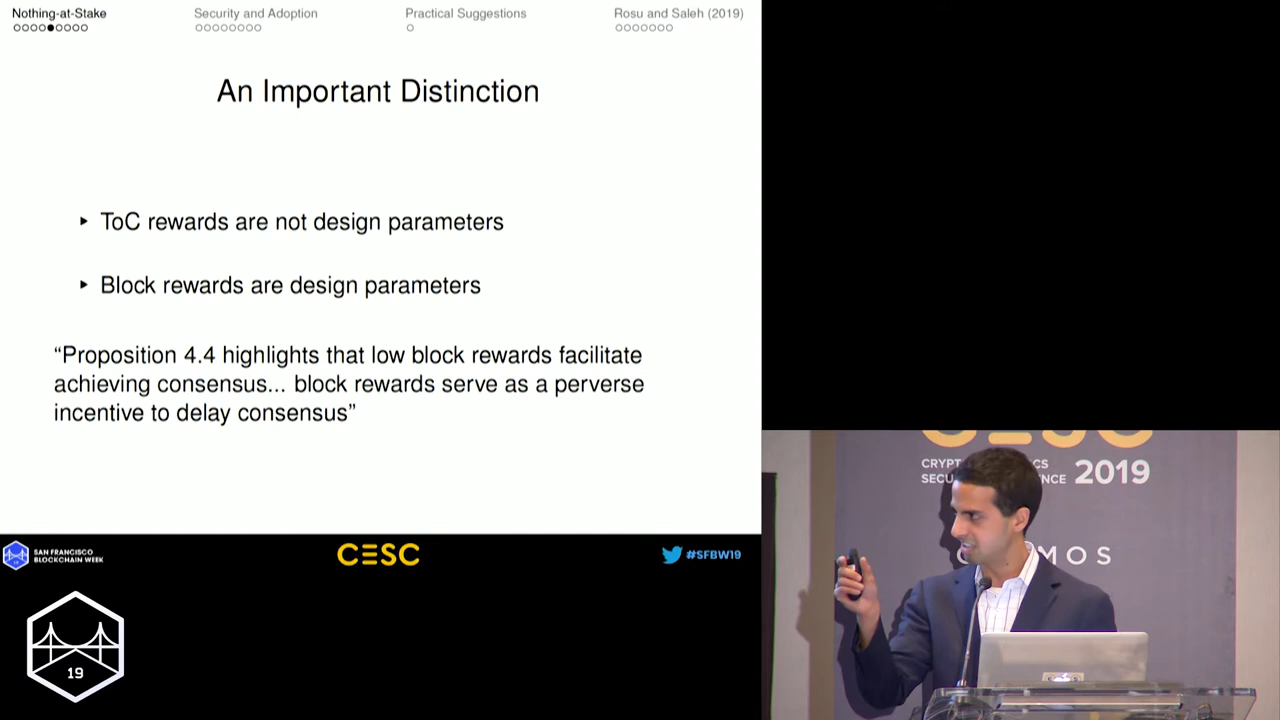 Nothing-at-Stake
Security and Adoption
Practical Suggestions
Rosu and Saleh (2019)
An Important Distinction
ToC rewards are not design parameters
Block rewards are design parameters
“Proposition 4.4 highlights that low block rewards facilitate
achieving consensus... block rewards serve as a perverse
incentive to delay consensus”
SAN FRANCISCO
BLOCKCHAIN WEEK
CESC
#SFBW19
19
CESC
2019
MOS